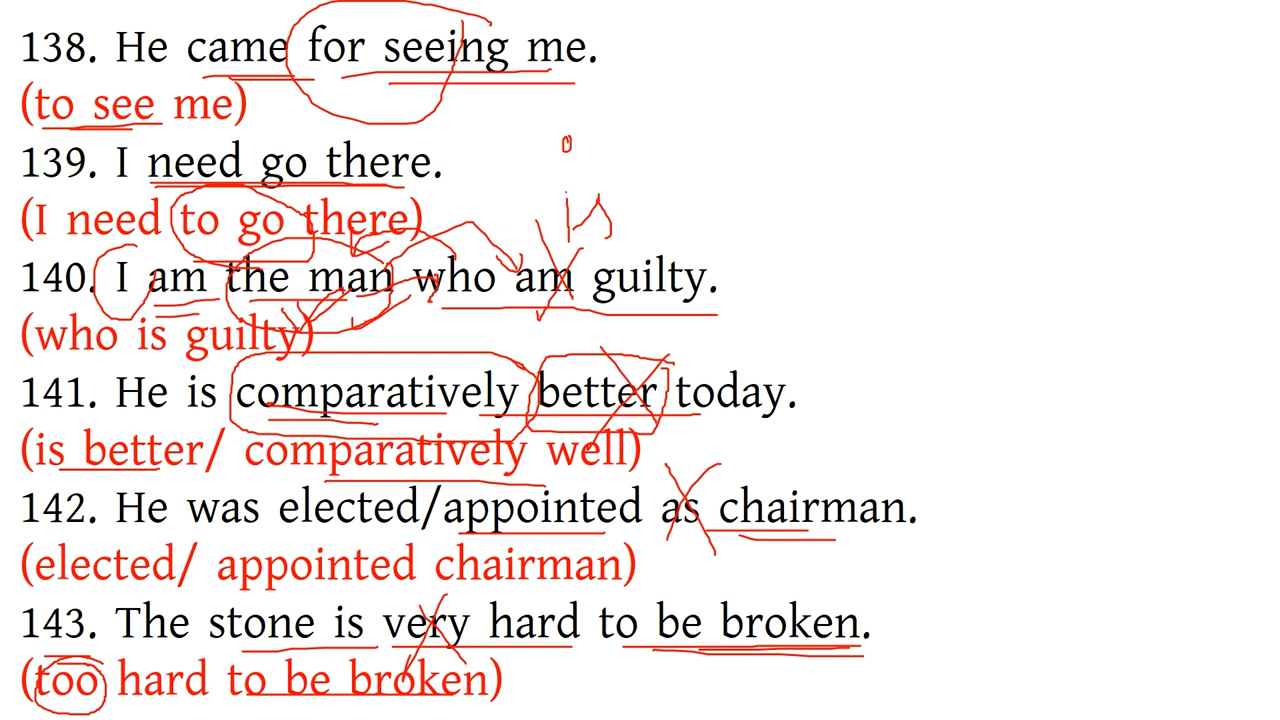 138. He came for seeing me.
(to see me)
139. I need go there.
(I need to go there)
is
140. I am the man who am guilty.
(who is guilty)
141. He is comparatively better today.
(is better/ comparatively well)
142. He was elected/appointed as chairman.
(elected/ appointed chairman)
143. The stone is very hard to be broken.
(too hard to be broken)